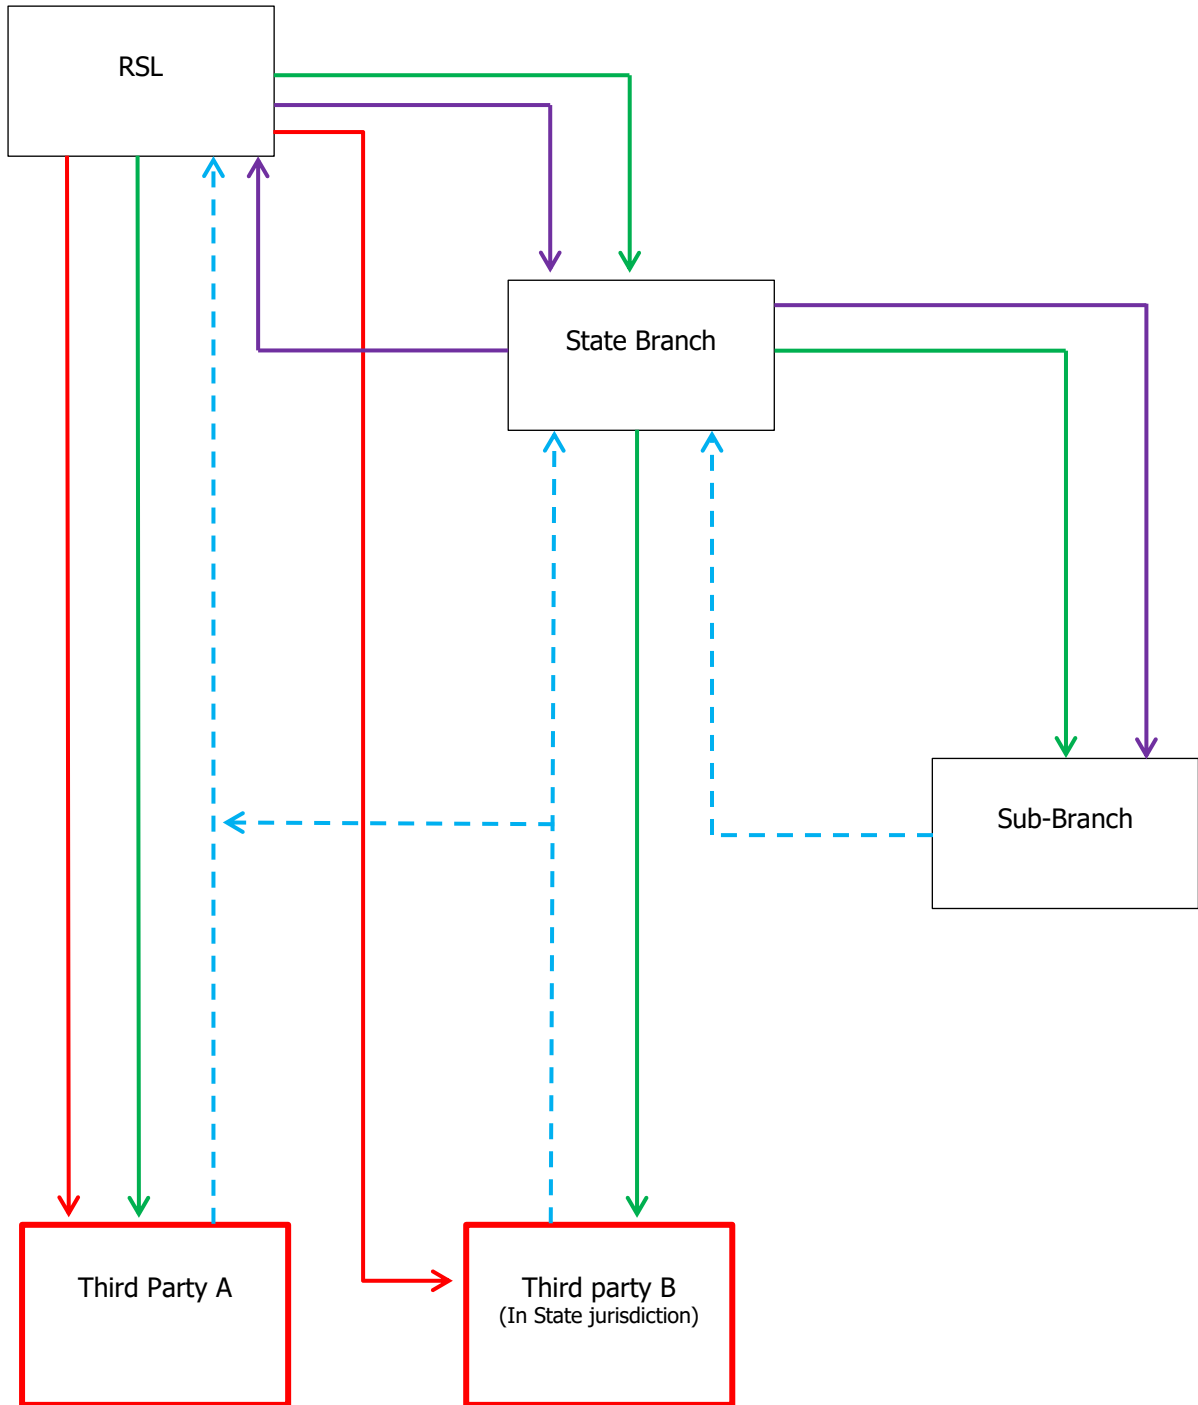 RSL
State Branch
Sub-Branch
Third Party A
Third party B
(In State jurisdiction)